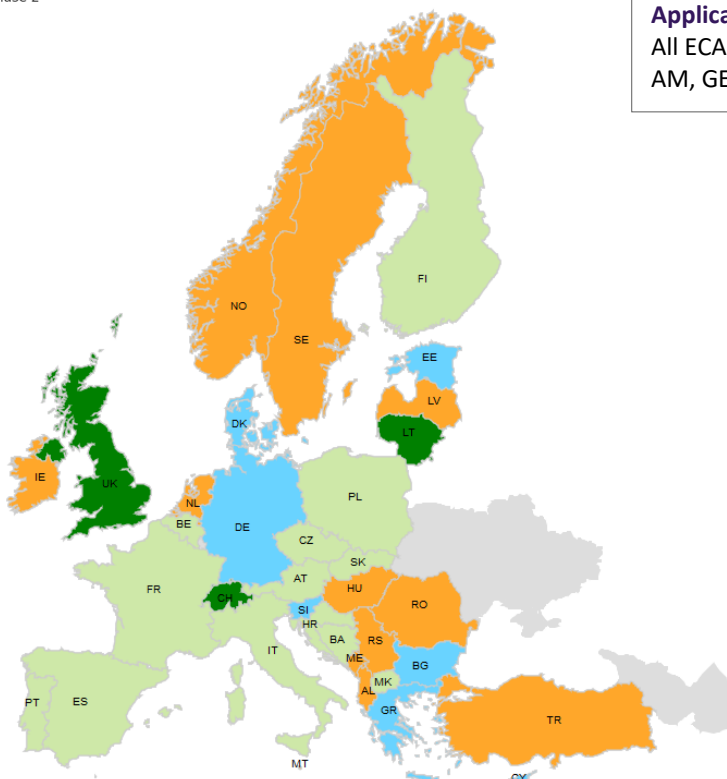 Applica
All ECA
AM, GE
NO
SE
FI
EE
LV
LT
DK
IE
UK
NL
BE
DE
PL
CZ
SK
FR
CH
AT
HU
RO
SI
HR
BA
RS
IT
ME
BG
MK
AL
PT
ES
GR
TR
MT
CY